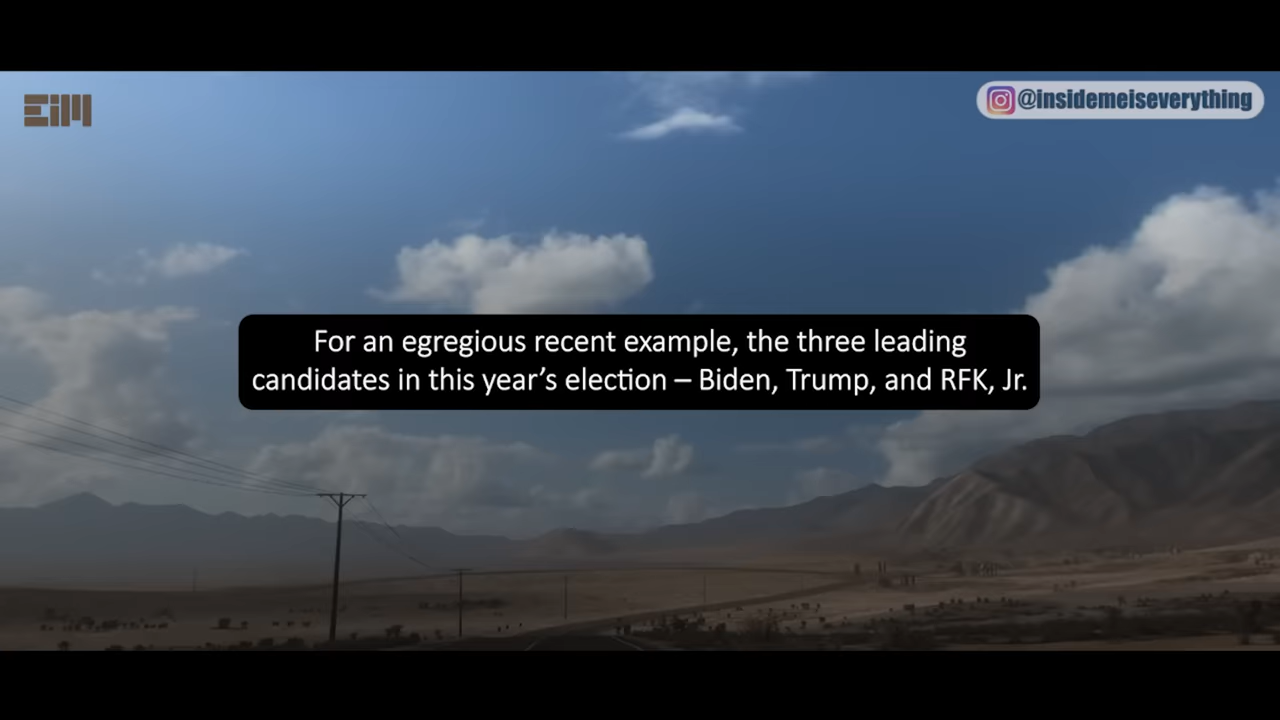 EiM
@insidemeiseverything
For an egregious recent example, the three leading
candidates in this year’s election – Biden, Trump, and RFK, Jr.